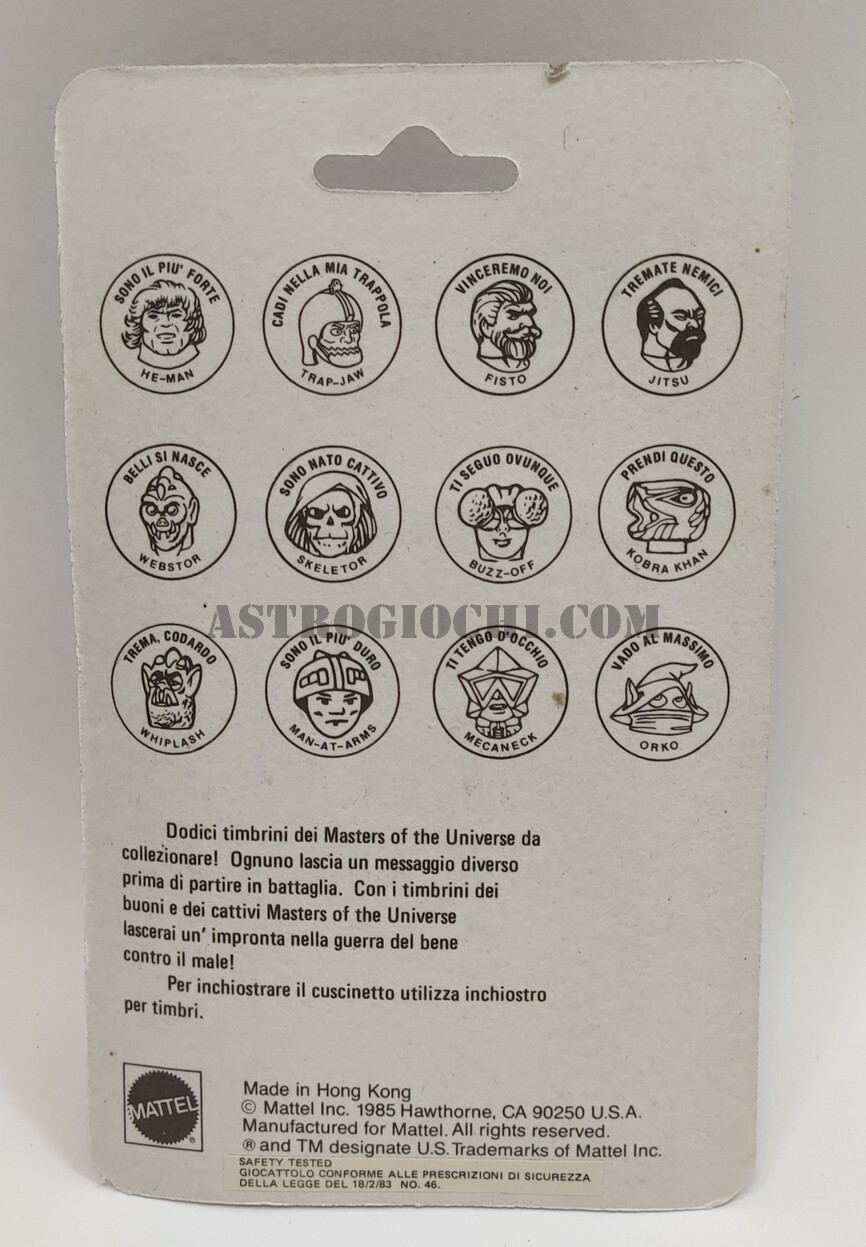 SONO IL PIU' FORTE
HE-MAN
CADI NELLA MIA TRAPPOLA
TRAP-JAW
VINCEREMO NOI
FISTO
TREMATE NEMICI
JITSU
BELLI SI NASCE
WEBSTOR
SONO NATO CATTIVO
SKELETOR
TI SEGUO OVUNQUE
BUZZ-OFF
PRENDI QUESTO
KOBRA KHAN
ASTROGIOCHI.COM
TREMA, CODARDO
WHIPLASH
SONO IL PIU' DURO
MAN-AT-ARMS
TI TENGO D'OCCHIO
MECANECK
VADO AL MASSIMO
ORKO
Dodici timbrini dei Masters of the Universe da
collezionare! Ognuno lascia un messaggio diverso
prima di partire in battaglia. Con i timbrini dei
buoni e dei cattivi Masters of the Universe
lascerai un' impronta nella guerra del bene
contro il male!
Per inchiostrare il cuscinetto utilizza inchiostro
per timbri.
MATTEL
®
Made in Hong Kong
© Mattel Inc. 1985 Hawthorne, CA 90250 U.S.A.
Manufactured for Mattel. All rights reserved.
® and TM designate U.S. Trademarks of Mattel Inc.
SAFETY TESTED
GIOCATTOLO CONFORME ALLE PRESCRIZIONI DI SICUREZZA
DELLA LEGGE DEL 18/2/83 NO. 46.